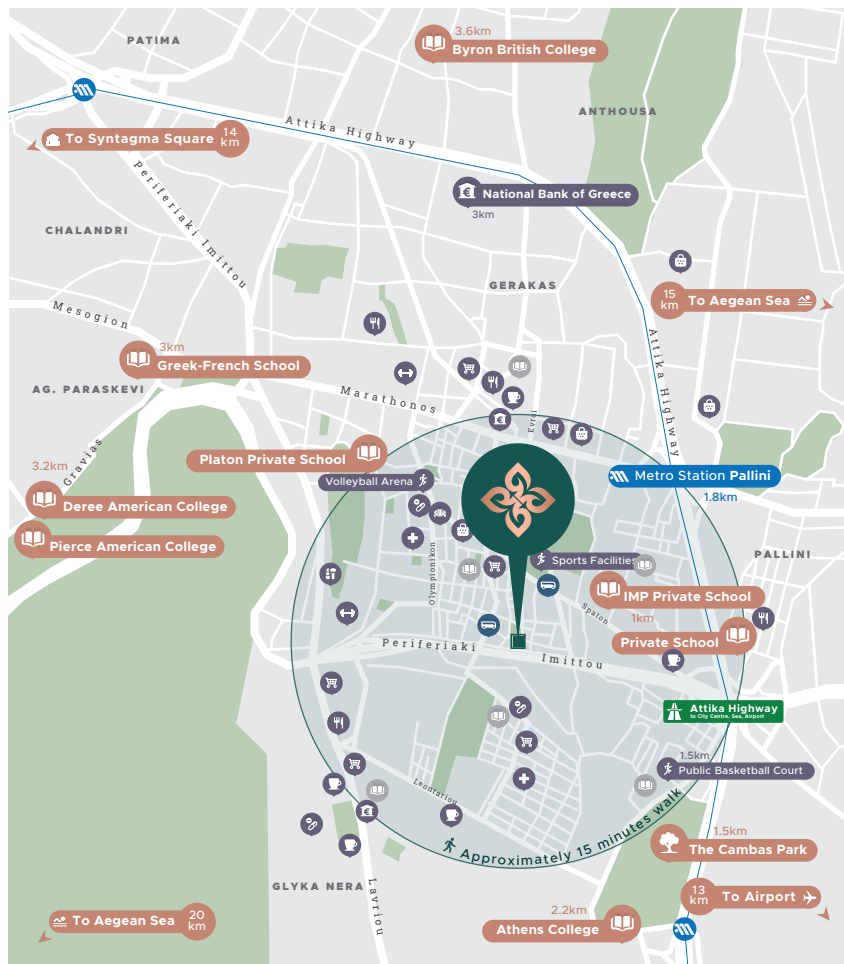 PATIMA
3.6km
Byron British College
ANTHOUSA
Attika Highway
To Syntagma Square
14
km
Periferiaki Imittou
National Bank of Greece
3km
CHALANDRI
GERAKAS
15
km
To Aegean Sea
Mesogion
3km
Greek-French School
Attika Highway
AG. PARASKEVI
Marathonos
Evroi
Gravias
Platon Private School
3.2km
Volleyball Arena
Metro Station Pallini
1.8km
Deree American College
Pierce American College
Olympionikon
Sports Facilities
PALLINI
IMP Private School
1km
Spaton
Private School
Periferiaki
Imittou
Attika Highway
to City Centre, Sea, Airport
1.5km
Public Basketball Court
Leontariou
Approximately 15 minutes walk
1.5km
The Cambas Park
GLYKA NERA
Lavriou
13
km
To Airport
2.2km
Athens College
To Aegean Sea
20
km